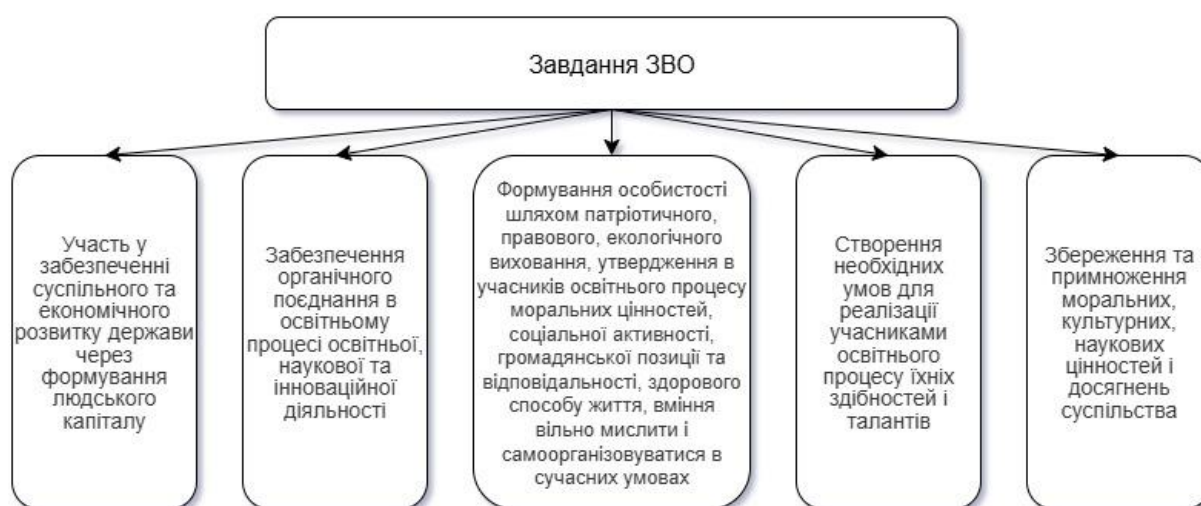 Завдання ЗВО
Участь у
забезпеченні
суспільного та
економічного
розвитку держави
через
формування
людського
капіталу
Забезпечення
органічного
поєднання в
освітньому
процесі освітньої,
наукової та
інноваційної
діяльності
Формування особистості
шляхом патріотичного,
правового, екологічного
виховання, утвердження в
учасників освітнього процесу
моральних цінностей,
соціальної активності,
громадянської позиції та
відповідальності, здорового
способу життя, вміння
вільно мислити і
самоорганізовуватися в
сучасних умовах
Створення
необхідних
умов для
реалізації
учасниками
освітнього
процесу їхніх
здібностей і
талантів
Збереження та
примноження
моральних,
культурних,
наукових
цінностей і
досягнень
суспільства